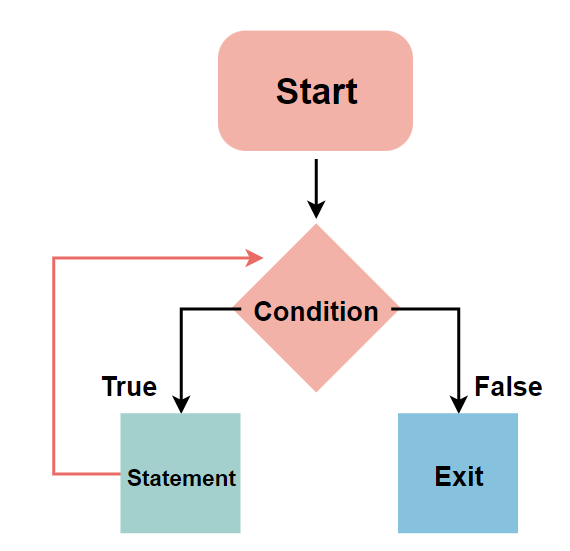 Start
Condition
True
False
Statement
Exit